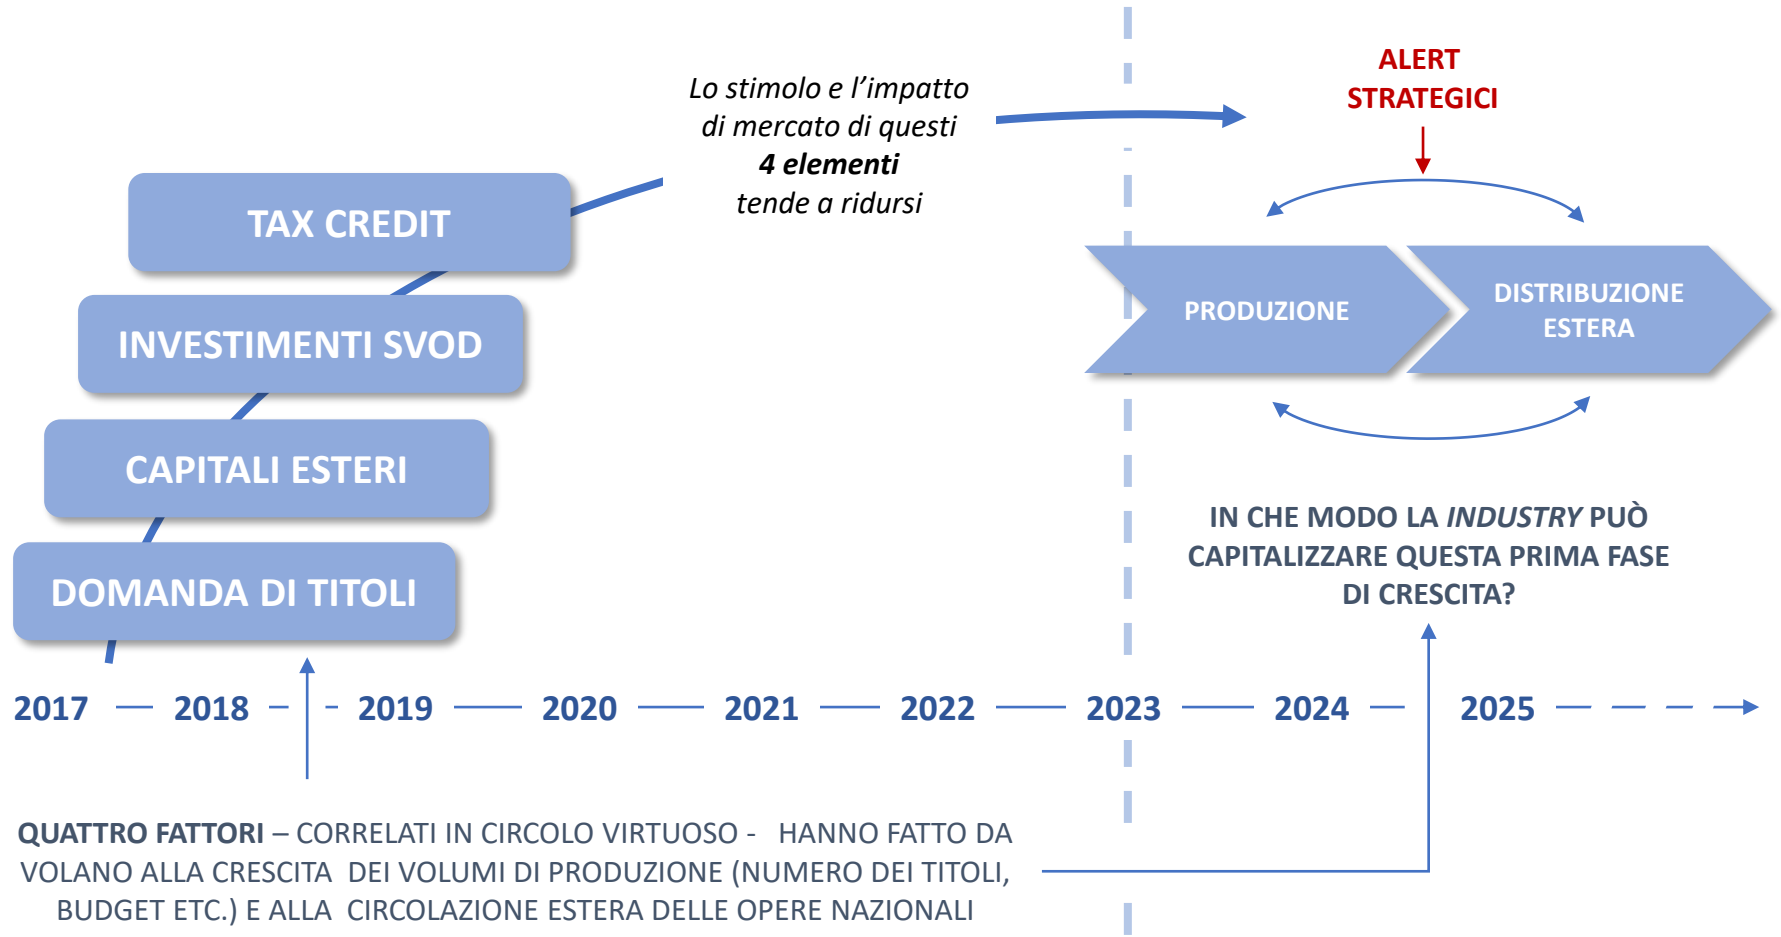 ALERT
STRATEGICI
Lo stimolo e l’impatto
di mercato di questi
4 elementi
tende a ridursi
TAX CREDIT
INVESTIMENTI SVOD
CAPITALI ESTERI
DOMANDA DI TITOLI
PRODUZIONE
DISTRIBUZIONE
ESTERA
IN CHE MODO LA INDUSTRY PUÒ
CAPITALIZZARE QUESTA PRIMA FASE
DI CRESCITA?
2017 2018 2019 2020 2021 2022 2023 2024 2025
QUATTRO FATTORI – CORRELATI IN CIRCOLO VIRTUOSO - HANNO FATTO DA
VOLANO ALLA CRESCITA DEI VOLUMI DI PRODUZIONE (NUMERO DEI TITOLI,
BUDGET ETC.) E ALLA CIRCOLAZIONE ESTERA DELLE OPERE NAZIONALI